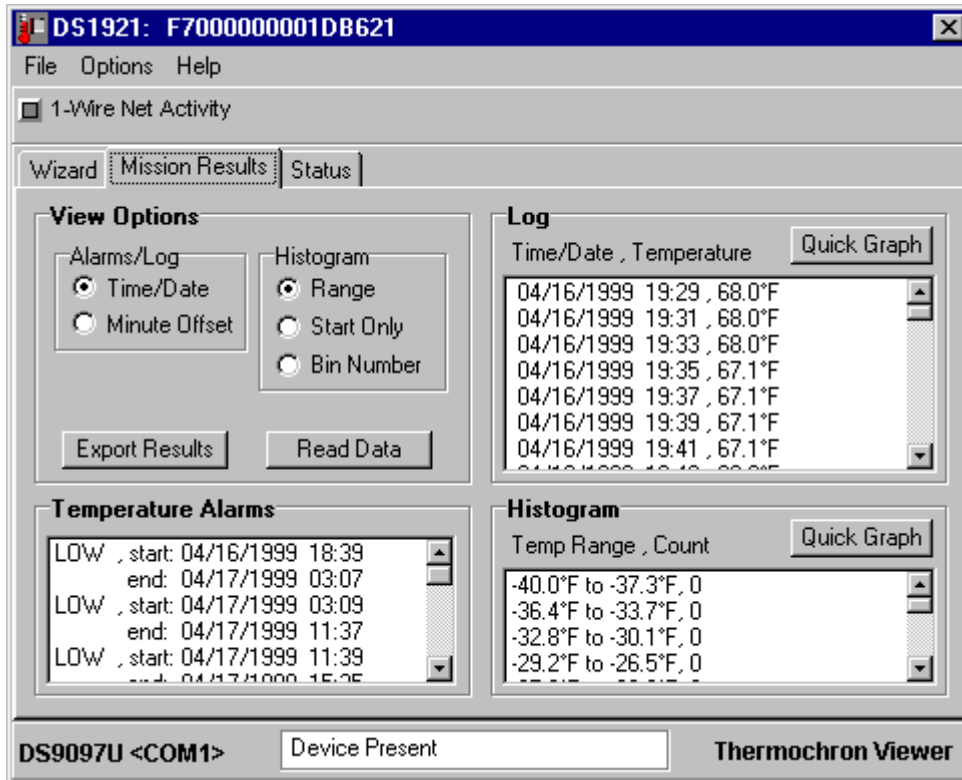 DS1921: F7000000001DB621
File Options Help
1-Wire Net Activity
Wizard Mission Results Status
View Options
Alarms/Log
Time/Date
Minute Offset
Histogram
Range
Start Only
Bin Number
Export Results Read Data
Log
Time/Date , Temperature Quick Graph
04/16/1999 19:29 , 68.0°F
04/16/1999 19:31 , 68.0°F
04/16/1999 19:33 , 68.0°F
04/16/1999 19:35 , 67.1°F
04/16/1999 19:37 , 67.1°F
04/16/1999 19:39 , 67.1°F
04/16/1999 19:41 , 67.1°F
Temperature Alarms
LOW , start: 04/16/1999 18:39
end: 04/17/1999 03:07
LOW , start: 04/17/1999 03:09
end: 04/17/1999 11:37
LOW , start: 04/17/1999 11:39
Histogram
Temp Range , Count Quick Graph
-40.0°F to -37.3°F, 0
-36.4°F to -33.7°F, 0
-32.8°F to -30.1°F, 0
-29.2°F to -26.5°F, 0
DS9097U <COM1> Device Present Thermochron Viewer